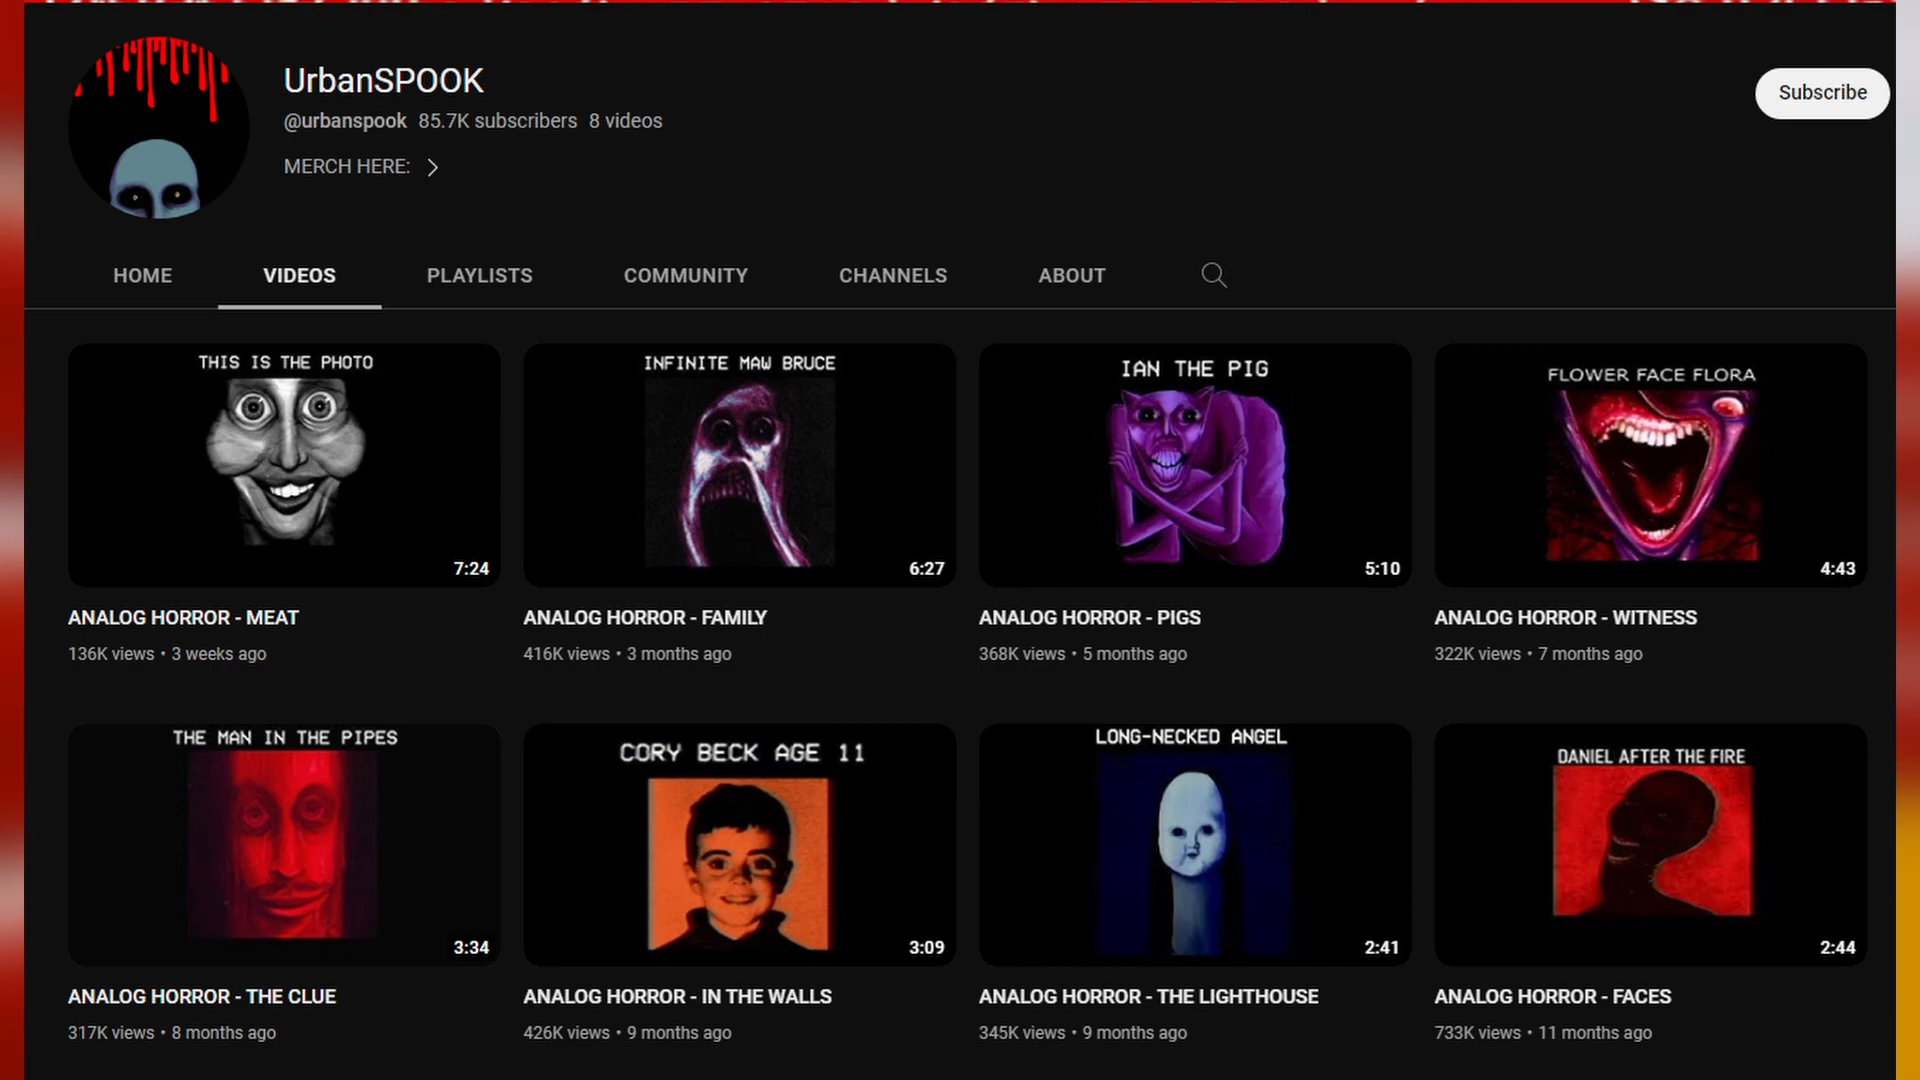 UrbanSPOOK
Subscribe
@urbanspook 85.7K subscribers 8 videos
MERCH HERE:
HOME VIDEOS PLAYLISTS COMMUNITY CHANNELS ABOUT
THIS IS THE PHOTO
7:24
ANALOG HORROR - MEAT
136K views • 3 weeks ago
INFINITE MAW BRUCE
6:27
ANALOG HORROR - FAMILY
416K views • 3 months ago
IAN THE PIG
5:10
ANALOG HORROR - PIGS
368K views • 5 months ago
FLOWER FACE FLORA
4:43
ANALOG HORROR - WITNESS
322K views • 7 months ago
THE MAN IN THE PIPES
3:34
ANALOG HORROR - THE CLUE
317K views • 8 months ago
CORY BECK AGE 11
3:09
ANALOG HORROR - IN THE WALLS
426K views • 9 months ago
LONG-NECKED ANGEL
2:41
ANALOG HORROR - THE LIGHTHOUSE
345K views • 9 months ago
DANIEL AFTER THE FIRE
2:44
ANALOG HORROR - FACES
733K views • 11 months ago